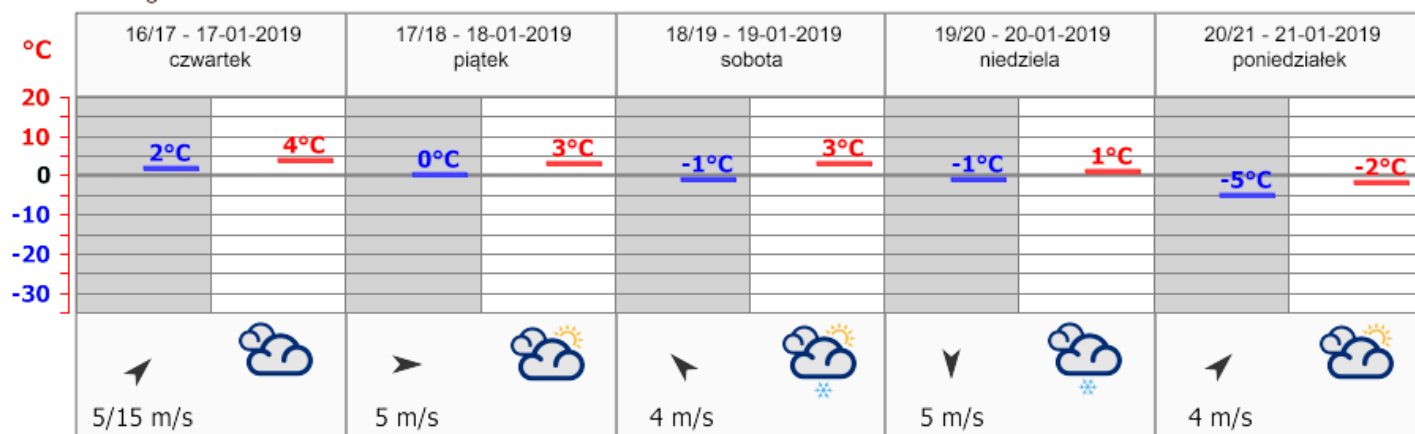 16/17 - 17-01-2019
czwartek
17/18 - 18-01-2019
piątek
18/19 - 19-01-2019
sobota
19/20 - 20-01-2019
niedziela
20/21 - 21-01-2019
poniedziałek
°C
20
10
0
-10
-20
-30
2°C
4°C
0°C
3°C
-1°C
3°C
-1°C
1°C
-5°C
-2°C
5/15 m/s
5 m/s
4 m/s
5 m/s
4 m/s